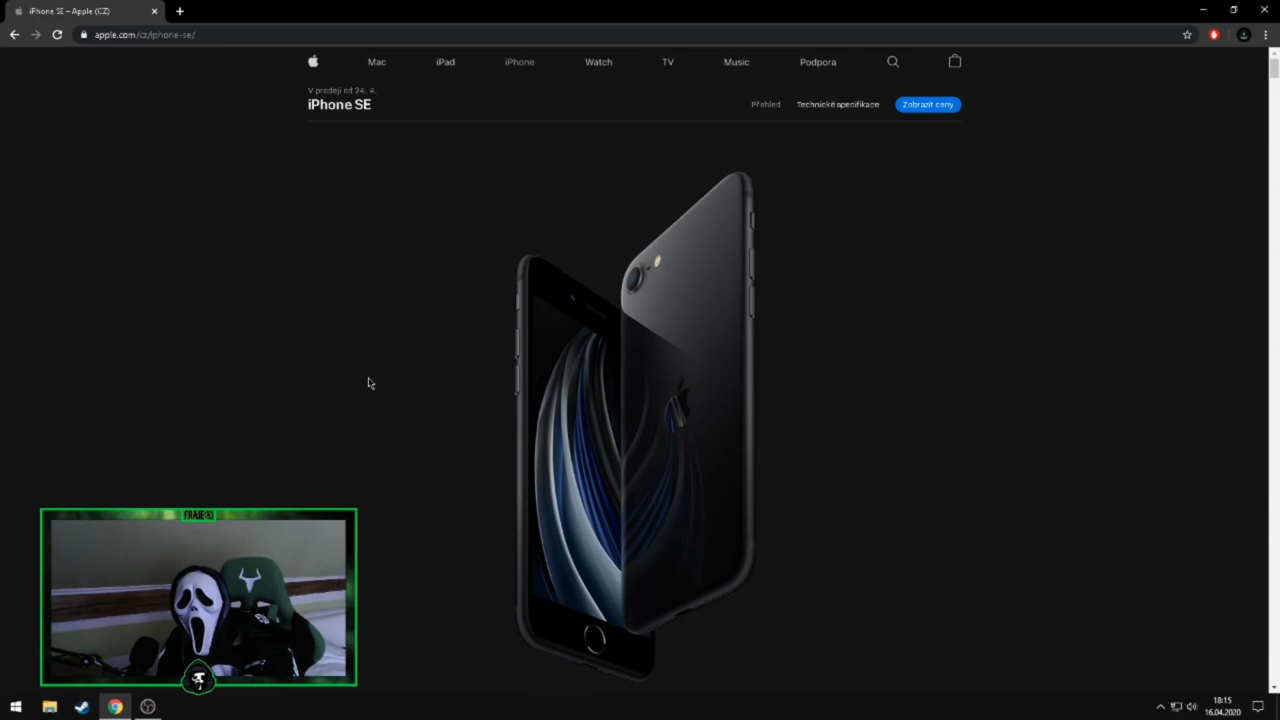 iPhone SE – Apple (CZ)
apple.com/cz/iphone-se/
Mac iPad iPhone Watch TV Music Podpora
V prodeji od 24. 4.
iPhone SE
Přehled Technické specifikace Zobrazit ceny
18:15
16.04.2020